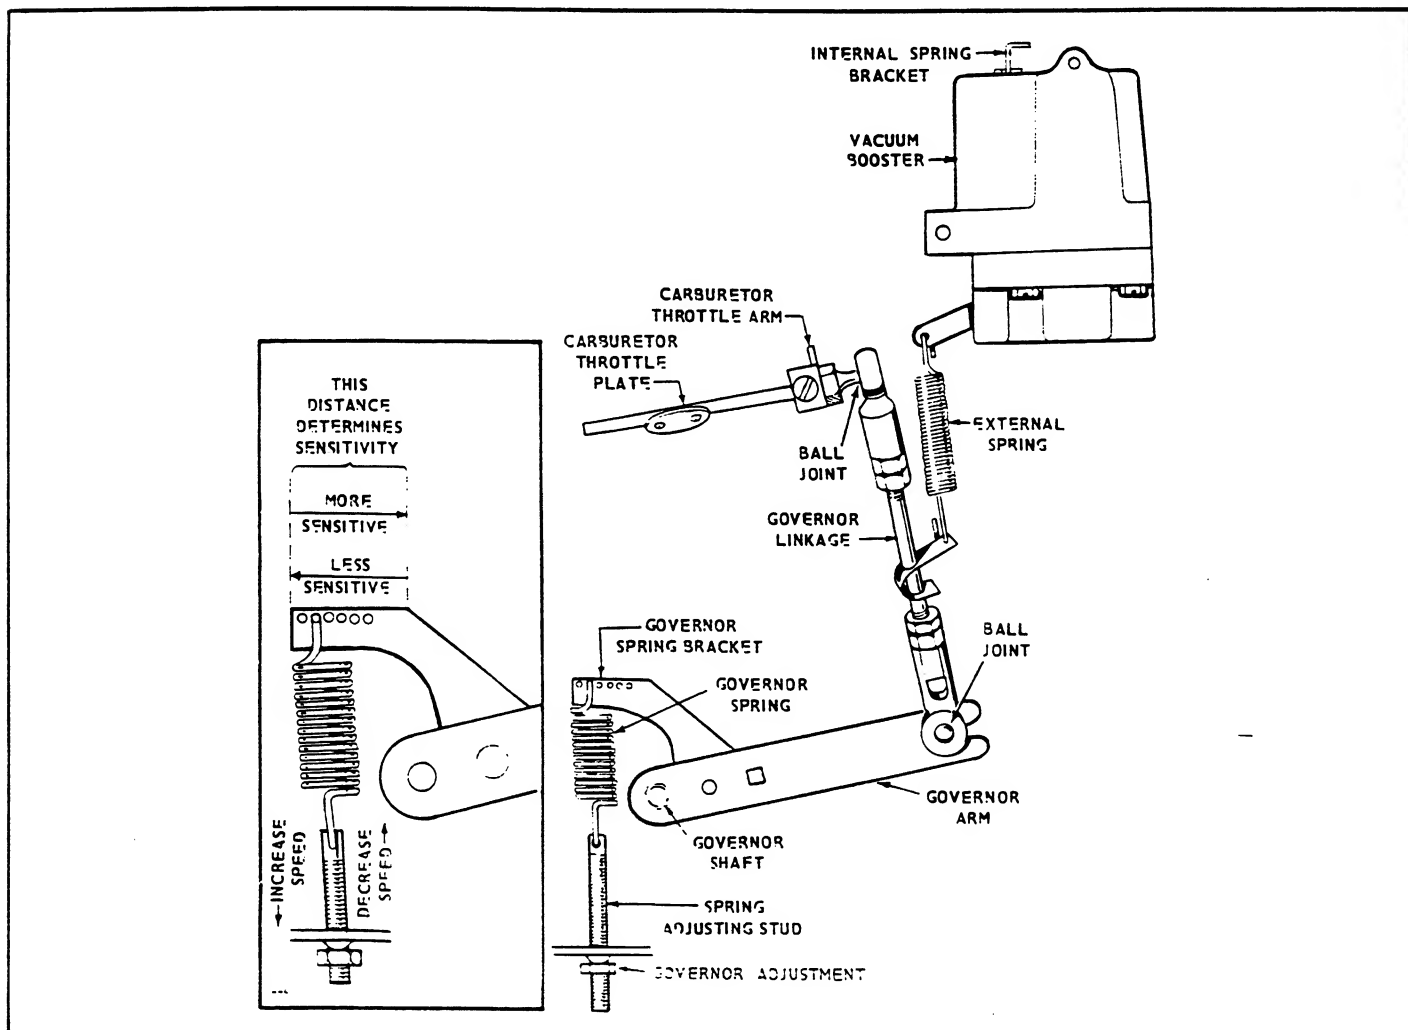 INTERNAL SPRING
BRACKET
VACUUM
BOOSTER
CARBURETOR
THROTTLE ARM
CARBURETOR
THROTTLE
PLATE
THIS
DISTANCE
DETERMINES
SENSITIVITY
MORE
SENSITIVE
LESS
SENSITIVE
INCREASE
SPEED
DECREASE
SPEED
BALL
JOINT
EXTERNAL
SPRING
GOVERNOR
LINKAGE
GOVERNOR
SPRING BRACKET
BALL
JOINT
GOVERNOR
SPRING
GOVERNOR
ARM
GOVERNOR
SHAFT
SPRING
ADJUSTING STUD
GOVERNOR ADJUSTMENT